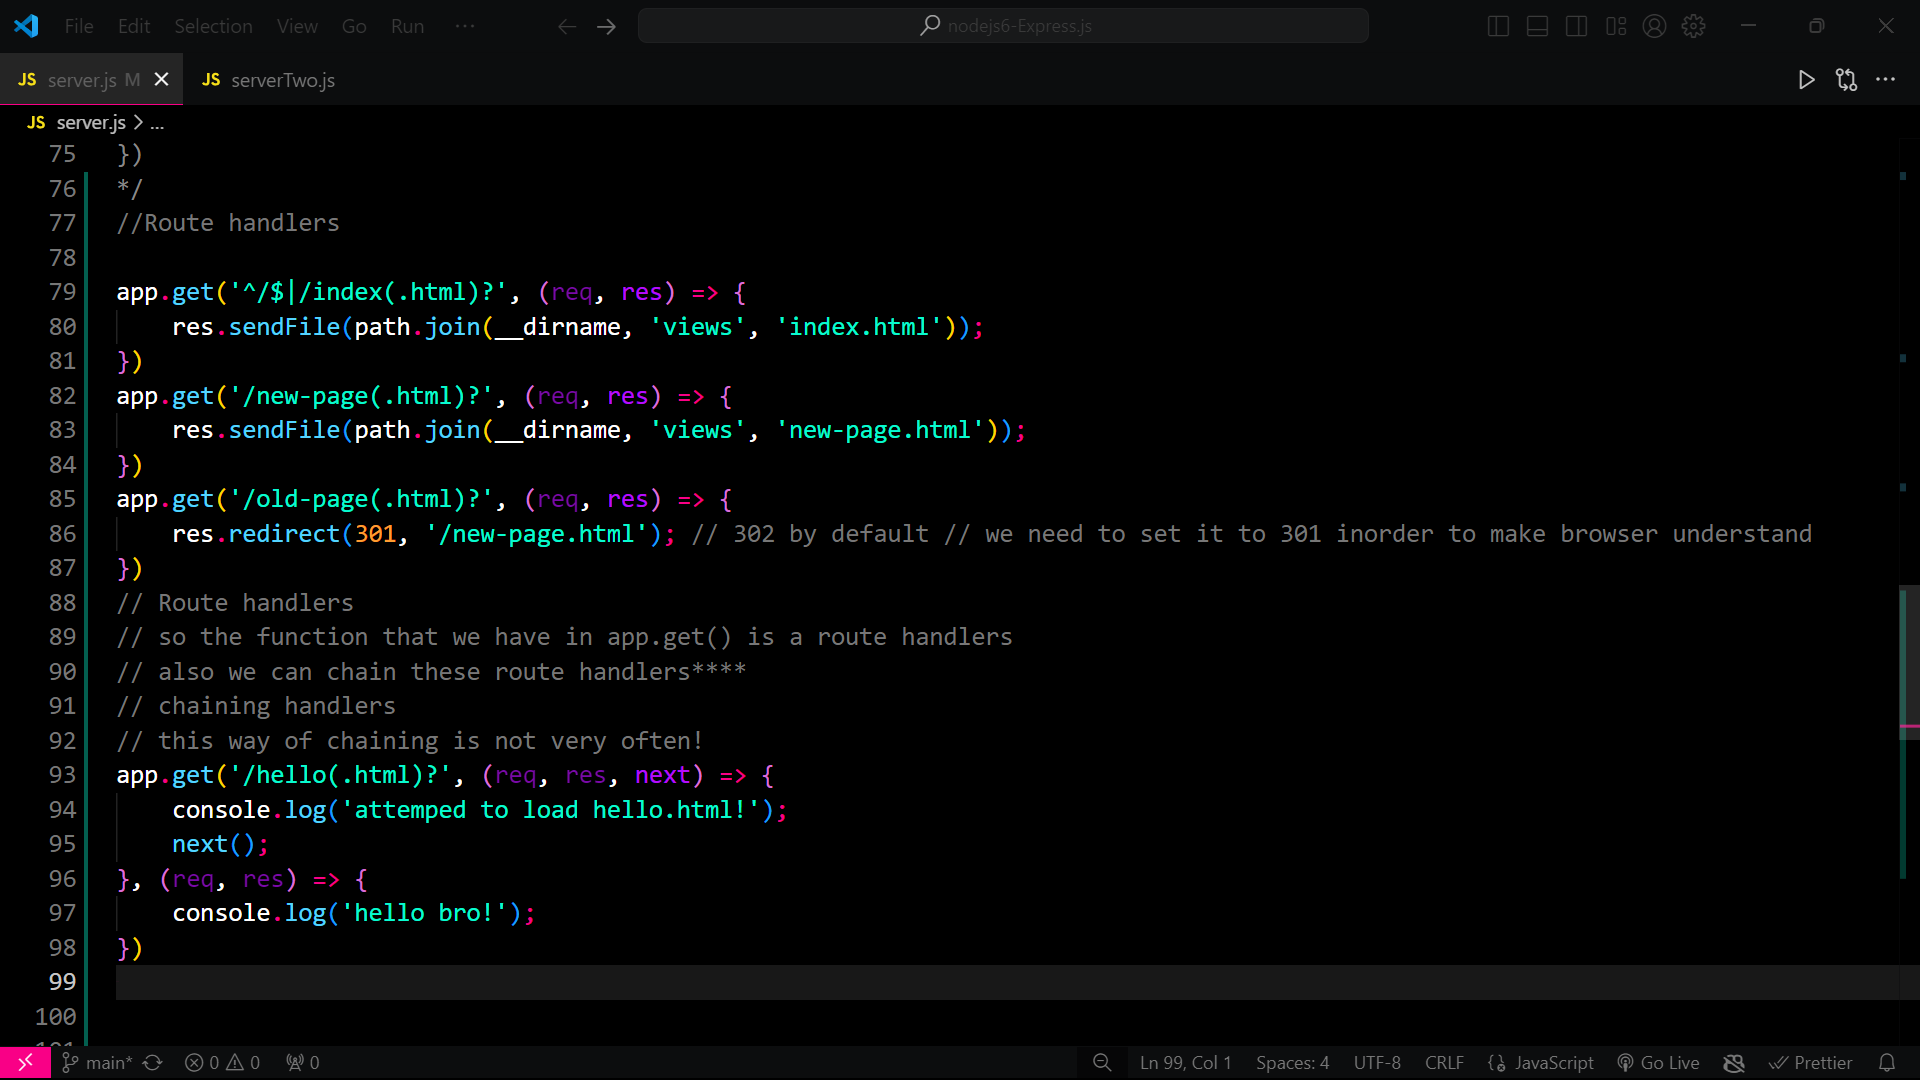 File Edit Selection View Go Run ···
nodejs6-Express.js
JS server.js M
JS serverTwo.js
JS server.js > ...
75 })
76 */
77 //Route handlers
78
79 app.get('^/$|/index(.html)?', (req, res) => {
80     res.sendFile(path.join(__dirname, 'views', 'index.html'));
81 })
82 app.get('/new-page(.html)?', (req, res) => {
83     res.sendFile(path.join(__dirname, 'views', 'new-page.html'));
84 })
85 app.get('/old-page(.html)?', (req, res) => {
86     res.redirect(301, '/new-page.html'); // 302 by default // we need to set it to 301 inorder to make browser understand
87 })
88 // Route handlers
89 // so the function that we have in app.get() is a route handlers
90 // also we can chain these route handlers****
91 // chaining handlers
92 // this way of chaining is not very often!
93 app.get('/hello(.html)?', (req, res, next) => {
94     console.log('attemped to load hello.html!');
95     next();
96 }, (req, res) => {
97     console.log('hello bro!');
98 })
99
100
main* 0 0 0 Ln 99, Col 1 Spaces: 4 UTF-8 CRLF JavaScript Go Live Prettier